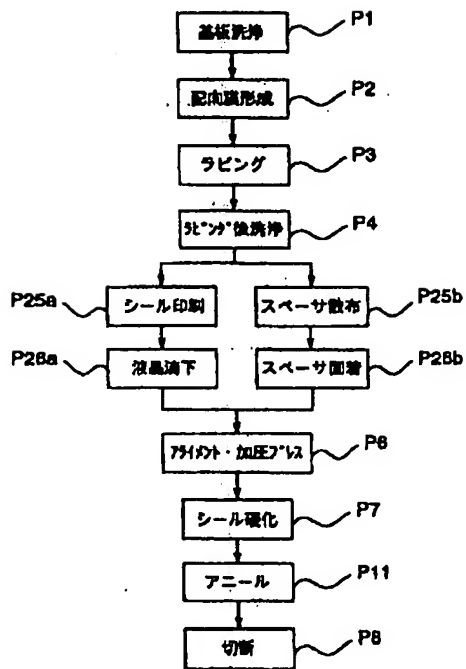 基板洗浄
P1
配向膜形成
P2
ラビング
P3
ﾗﾋﾞﾝｸﾞ後洗浄
P4
P25a
シール印刷
スペーサ散布
P25b
P26a
液晶滴下
スペーサ固着
P26b
ｱﾗｲﾒﾝﾄ・加圧ﾌﾟﾚｽ
P6
シール硬化
P7
アニール
P11
切断
P8